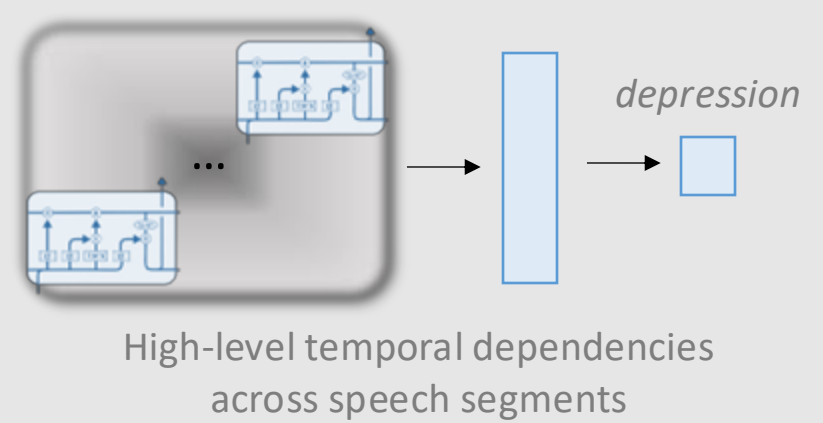 ...
depression
High-level temporal dependencies
across speech segments